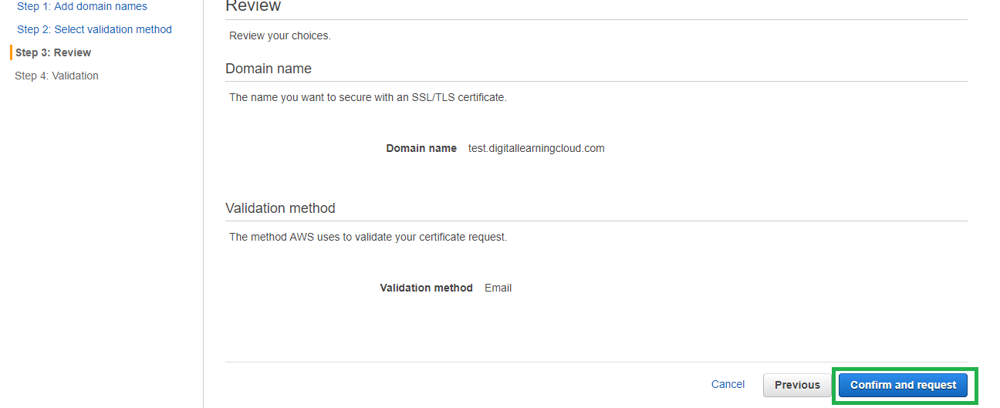 Step 1: Add domain names
Step 2: Select validation method
Step 3: Review
Step 4: Validation
Review
Review your choices.
Domain name
The name you want to secure with an SSL/TLS certificate.
Domain name test.digitallearningcloud.com
Validation method
The method AWS uses to validate your certificate request.
Validation method Email
Cancel Previous Confirm and request